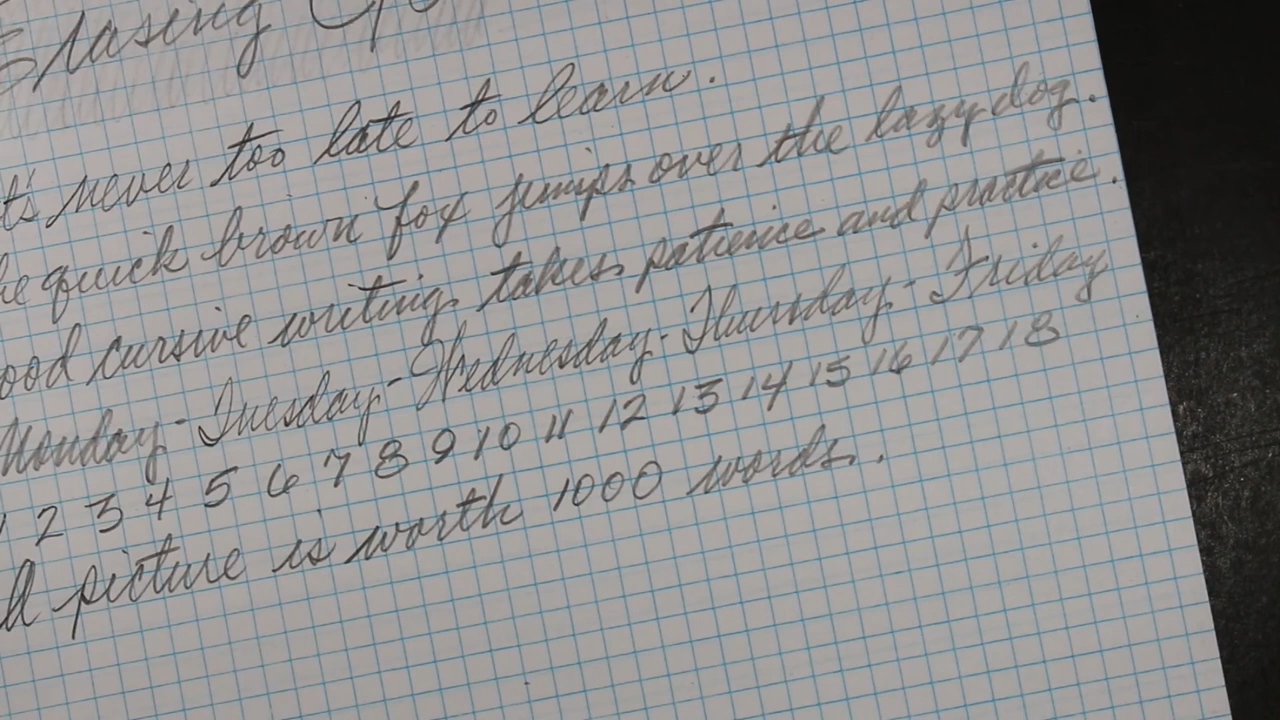 Erasing
t's never too late to learn.
he quick brown fox jumps over the lazy dog.
ood cursive writing takes patience and practice.
Monday - Tuesday - Wednesday - Thursday - Friday
1 2 3 4 5 6 7 8 9 10 11 12 13 14 15 16 17 18
A picture is worth 1000 words.